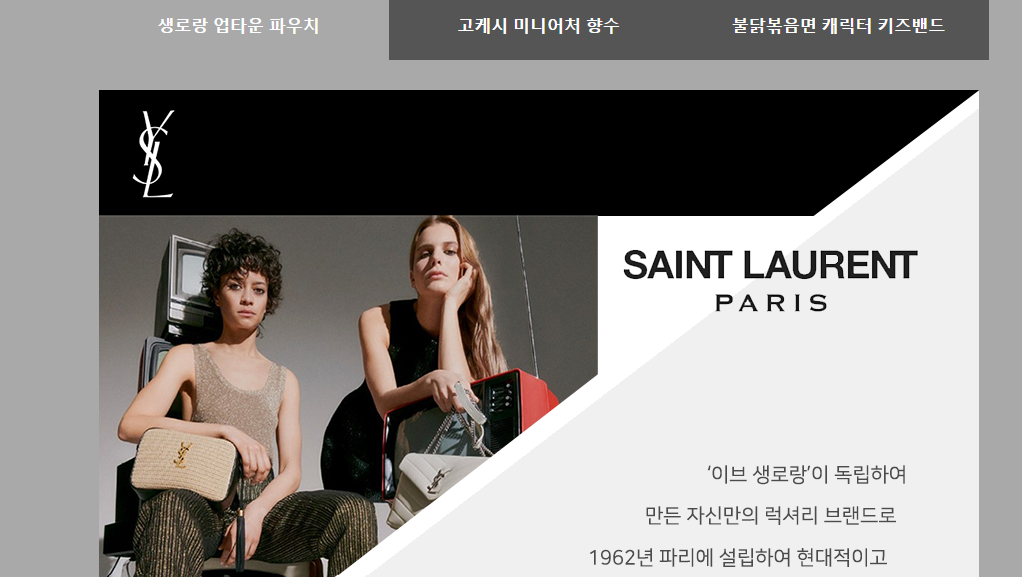 생로랑 업타운 파우치
고케시 미니어처 향수
불닭볶음면 캐릭터 키즈밴드
YSL
SAINT LAURENT
PARIS
‘이브 생로랑’이 독립하여
만든 자신만의 럭셔리 브랜드로
1962년 파리에 설립하여 현대적이고